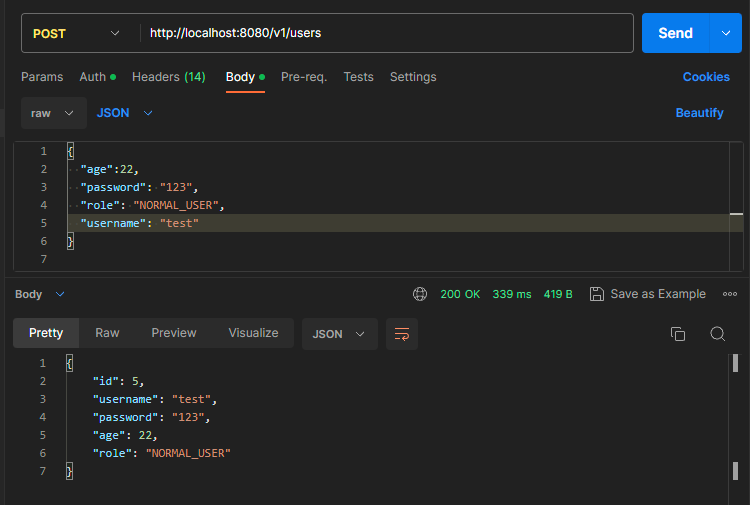 POST http://localhost:8080/v1/users Send
Params Auth Headers (14) Body Pre-req. Tests Settings Cookies
raw JSON Beautify
1 {
2 "age":22,
3 "password": "123",
4 "role": "NORMAL_USER",
5 "username": "test"
6 }
7
Body 200 OK 339 ms 419 B Save as Example
Pretty Raw Preview Visualize JSON
1 {
2 "id": 5,
3 "username": "test",
4 "password": "123",
5 "age": 22,
6 "role": "NORMAL_USER"
7 }